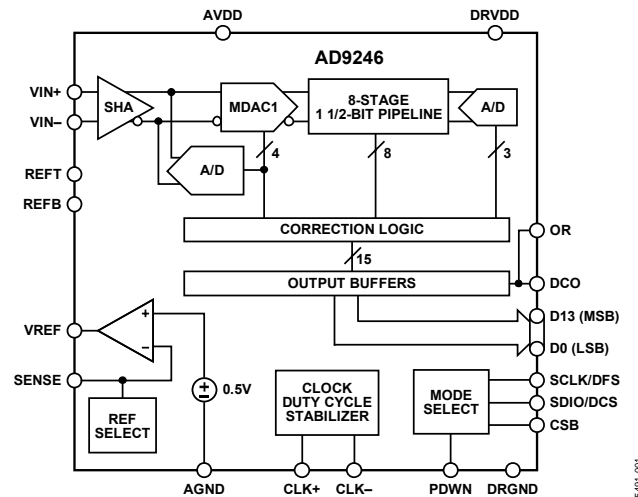 AVDD
DRVDD
AD9246
VIN+
VIN–
SHA
MDAC1
8-STAGE
1 1/2-BIT PIPELINE
A/D
A/D
4
8
3
REFT
REFB
CORRECTION LOGIC
OR
15
OUTPUT BUFFERS
DCO
D13 (MSB)
D0 (LSB)
VREF
+
–
SENSE
REF
SELECT
0.5V
CLOCK
DUTY CYCLE
STABILIZER
MODE
SELECT
SCLK/DFS
SDIO/DCS
CSB
AGND
CLK+
CLK–
PDWN
DRGND